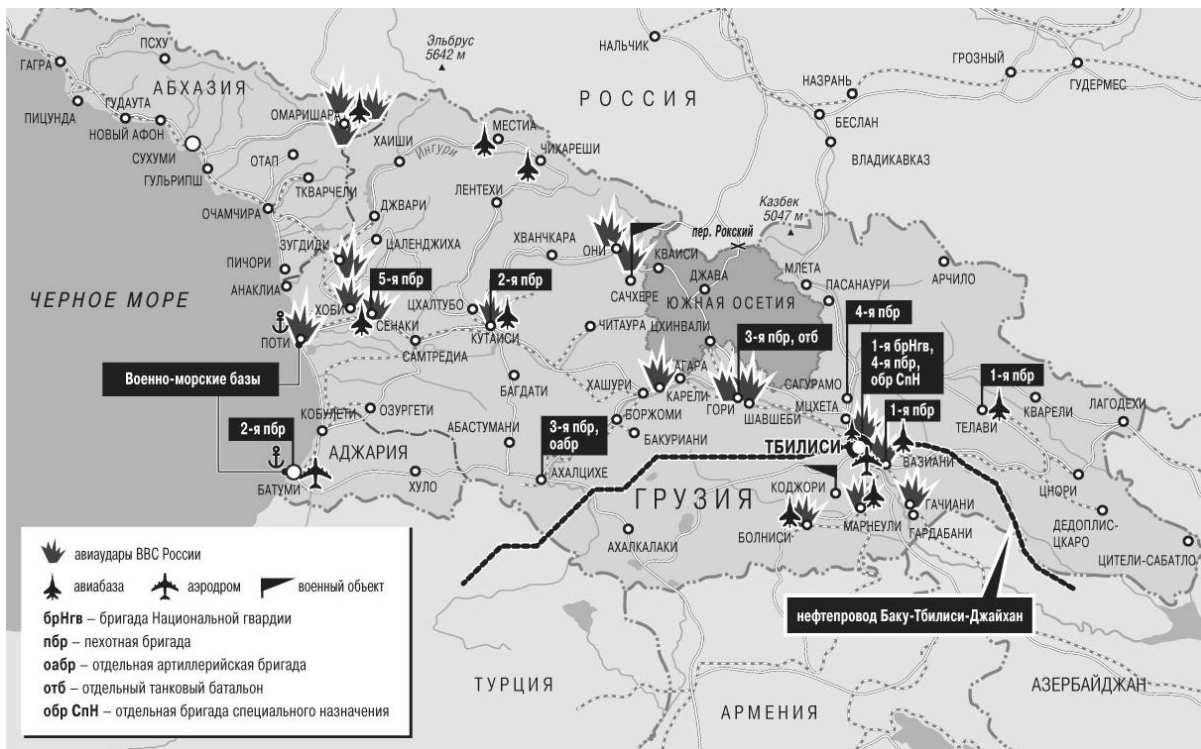 Эльбрус
5642 м
ПСХУ
ГАГРА
АБХАЗИЯ
ПИЦУНДА
ГУДАУТА
НОВЫЙ АФОН
СУХУМИ
ГУЛЬРИПШ
ОМАРИШАРА
ОТАП
ТКВАРЧЕЛИ
ОЧАМЧИРА
НАЛЬЧИК
РОССИЯ
НАЗРАНЬ
ГРОЗНЫЙ
ГУДЕРМЕС
БЕСЛАН
ВЛАДИКАВКАЗ
МЕСТИА
ЧИХАРЕШИ
ХАИШИ
Ингури
ЛЕНТЕХИ
ДЖВАРИ
ЗУГДИДИ
ЦАЛЕНДЖИХА
ХВАНЧКАРА
ОНИ
КВАИСИ
САЧХЕРЕ
Казбек
5047 м
пер. Рокский
ДЖАВА
ЮЖНАЯ ОСЕТИЯ
ЦХИНВАЛИ
МЛЕТА
ПАСАНАУРИ
АРЧИЛО
ПИЧОРИ
АНАКЛИА
ЧЕРНОЕ МОРЕ
5-я пбр
2-я пбр
ХОБИ
СЕНАКИ
ЦХАЛТУБО
КУТАИСИ
ЧИТАУРА
ПОТИ
САМТРЕДИА
БАГДАТИ
3-я пбр, отб
4-я пбр
1-я брНгв,
4-я пбр,
обр СпН
1-я пбр
1-я пбр
Военно-морские базы
ХАШУРИ
АГАРА
КАРЕЛИ
ГОРИ
ШАВШЕБИ
САГУРАМО
МЦХЕТА
ТЕЛАВИ
КВАРЕЛИ
ЛАГОДЕХИ
КОБУЛЕТИ
ОЗУРГЕТИ
АБАСТУМАНИ
БОРЖОМИ
БАКУРИАНИ
2-я пбр
АДЖАРИЯ
3-я пбр,
оабр
ТБИЛИСИ
ВАЗИАНИ
БАТУМИ
ХУЛО
АХАЛЦИХЕ
ГРУЗИЯ
КОДЖОРИ
ЦНОРИ
АХАЛКАЛАКИ
БОЛНИСИ
МАРНЕУЛИ
ГАЧИАНИ
ГАРДАБАНИ
ДЕДОПЛИС-
ЦКАРО
ЦИТЕЛИ-САБАТЛО
нефтепровод Баку-Тбилиси-Джайхан
ТУРЦИЯ
АРМЕНИЯ
АЗЕРБАЙДЖАН
авиаудары ВВС России
авиабаза аэродром военный объект
брНгв – бригада Национальной гвардии
пбр – пехотная бригада
оабр – отдельная артиллерийская бригада
отб – отдельный танковый батальон
обр СпН – отдельная бригада специального назначения